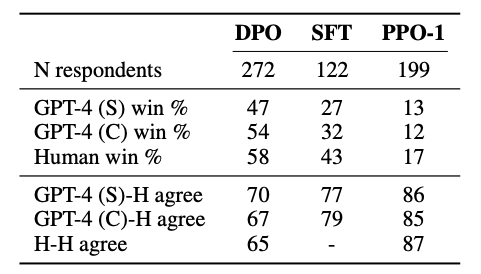 DPO SFT PPO-1
N respondents 272 122 199
GPT-4 (S) win % 47 27 13
GPT-4 (C) win % 54 32 12
Human win % 58 43 17
GPT-4 (S)-H agree 70 77 86
GPT-4 (C)-H agree 67 79 85
H-H agree 65 - 87